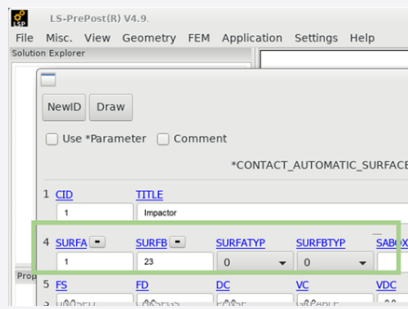 LS-PrePost(R) V4.9.
File Misc. View Geometry FEM Application Settings Help
Solution Explorer
NewID Draw
Use *Parameter Comment
*CONTACT_AUTOMATIC_SURFACE
1 CID TITLE
1 Impactor
4 SURFA SURFB SURFATYP SURFBTYP SABOX
1 23 0 0
Prop
5 FS FD DC VC VDC